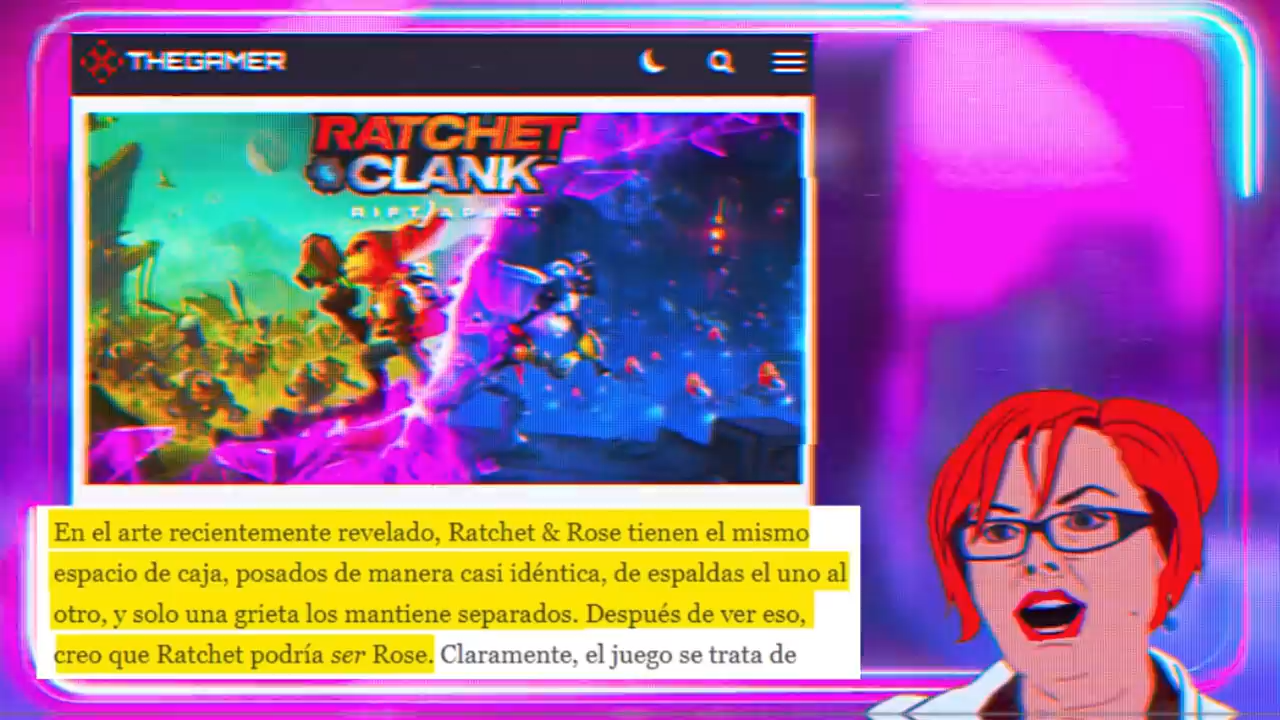 THEGAMER
RATCHET
CLANK
RIFT APART
En el arte recientemente revelado, Ratchet & Rose tienen el mismo
espacio de caja, posados de manera casi idéntica, de espaldas el uno al
otro, y solo una grieta los mantiene separados. Después de ver eso,
creo que Ratchet podría ser Rose. Claramente, el juego se trata de